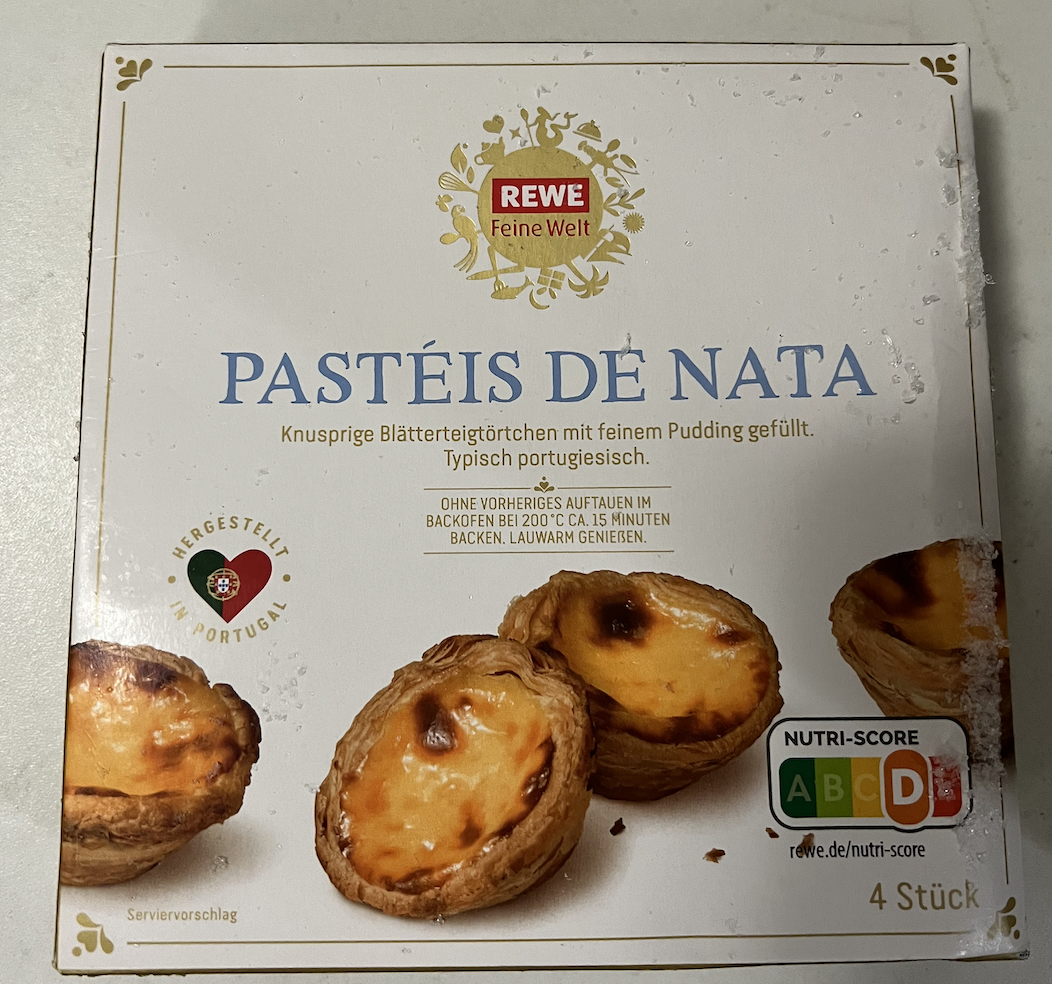 REWE
Feine Welt
PASTÉIS DE NATA
Knusprige Blätterteigtörtchen mit feinem Pudding gefüllt.
Typisch portugiesisch.
OHNE VORHERIGES AUFTAUEN IM
BACKOFEN BEI 200°C CA. 15 MINUTEN
BACKEN. LAUWARM GENIEßEN.
HERGESTELLT
IN PORTUGAL
NUTRI-SCORE
A B C D
rewe.de/nutri-score
4 Stück
Serviervorschlag